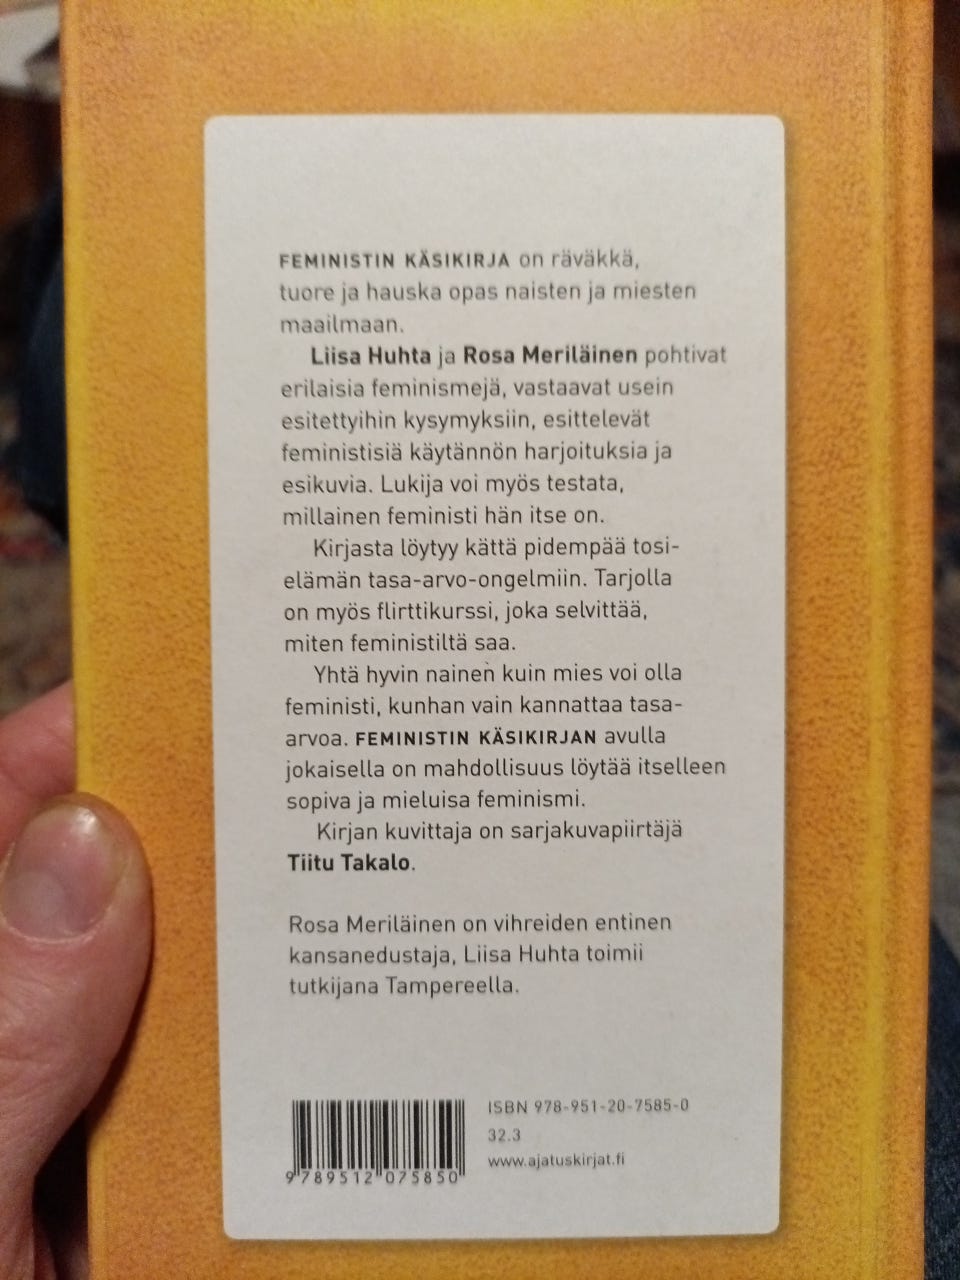 FEMINISTIN KÄSIKIRJA on räväkkä,
tuore ja hauska opas naisten ja miesten
maailmaan.
Liisa Huhta ja Rosa Meriläinen pohtivat
erilaisia feminismejä, vastaavat usein
esitettyihin kysymyksiin, esittelevät
feministisiä käytännön harjoituksia ja
esikuvia. Lukija voi myös testata,
millainen feministi hän itse on.
Kirjasta löytyy kättä pidempää tosi-
elämän tasa-arvo-ongelmiin. Tarjolla
on myös flirttikurssi, joka selvittää,
miten feministiltä saa.
Yhtä hyvin nainen kuin mies voi olla
feministi, kunhan vain kannattaa tasa-
arvoa. FEMINISTIN KÄSIKIRJAN avulla
jokaisella on mahdollisuus löytää itselleen
sopiva ja mieluisa feminismi.
Kirjan kuvittaja on sarjakuvapiirtäjä
Tiitu Takalo.
Rosa Meriläinen on vihreiden entinen
kansanedustaja, Liisa Huhta toimii
tutkijana Tampereella.
ISBN 978-951-20-7585-0
32.3
www.ajatuskirjat.fi
9 789512 075850